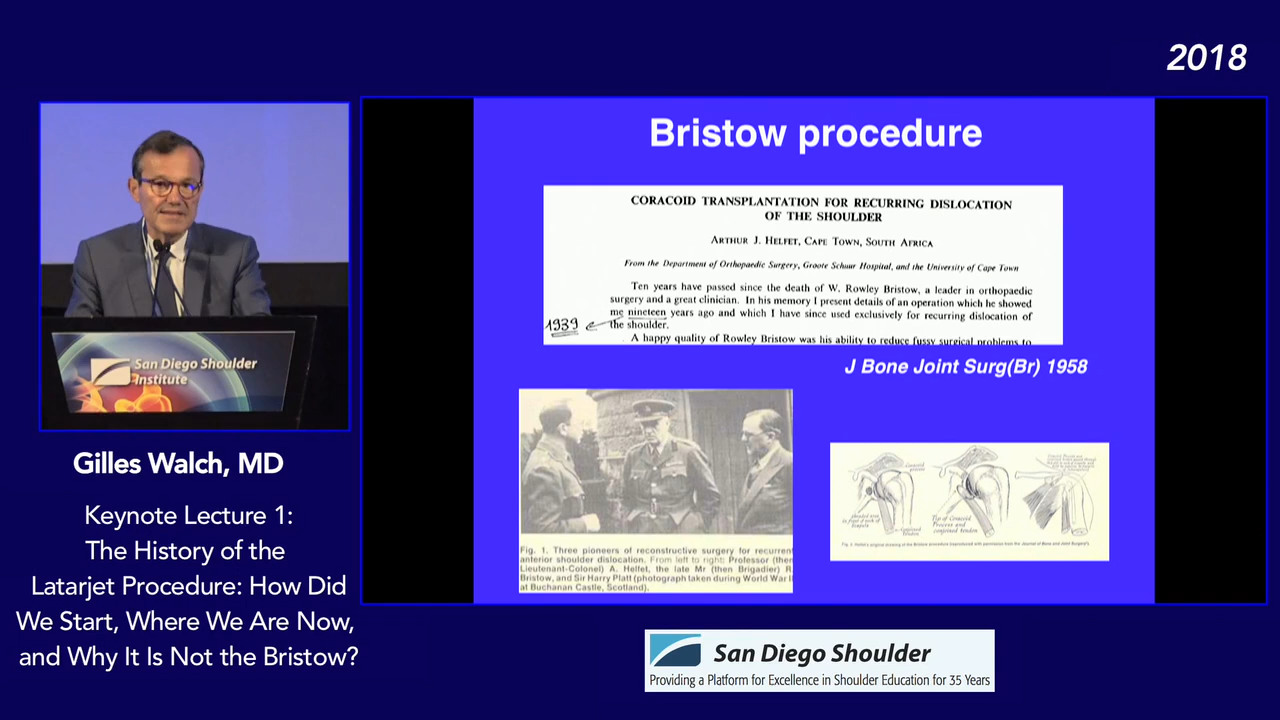 2018
Bristow procedure
CORACOID TRANSPLANTATION FOR RECURRING DISLOCATION
OF THE SHOULDER
ARTHUR J. HELFET, CAPE TOWN, SOUTH AFRICA
From the Department of Orthopaedic Surgery, Groote Schuur Hospital, and the University of Cape Town
Ten years have passed since the death of W. Rowley Bristow, a leader in orthopaedic
surgery and a great clinician. In his memory I present details of an operation which he showed
me nineteen years ago and which I have since used exclusively for recurring dislocation of
the shoulder.
1939
A happy quality of Rowley Bristow was his ability to reduce fussy surgical problems to
J Bone Joint Surg(Br) 1958
Fig. 1. Three pioneers of reconstructive surgery for recurrent
anterior shoulder dislocation. From left to right: Professor (then
Lieutenant-Colonel) A. Helfet, the late Mr (then Brigadier) R.
Bristow, and Sir Harry Platt (photograph taken during World War I
at Buchanan Castle, Scotland).
Coracoid
process
Tip of Coracoid
Process and
conjoined tendon
San Diego Shoulder
Institute
Gilles Walch, MD
Keynote Lecture 1:
The History of the
Latarjet Procedure: How Did
We Start, Where We Are Now,
and Why It Is Not the Bristow?
San Diego Shoulder
Providing a Platform for Excellence in Shoulder Education for 35 Years